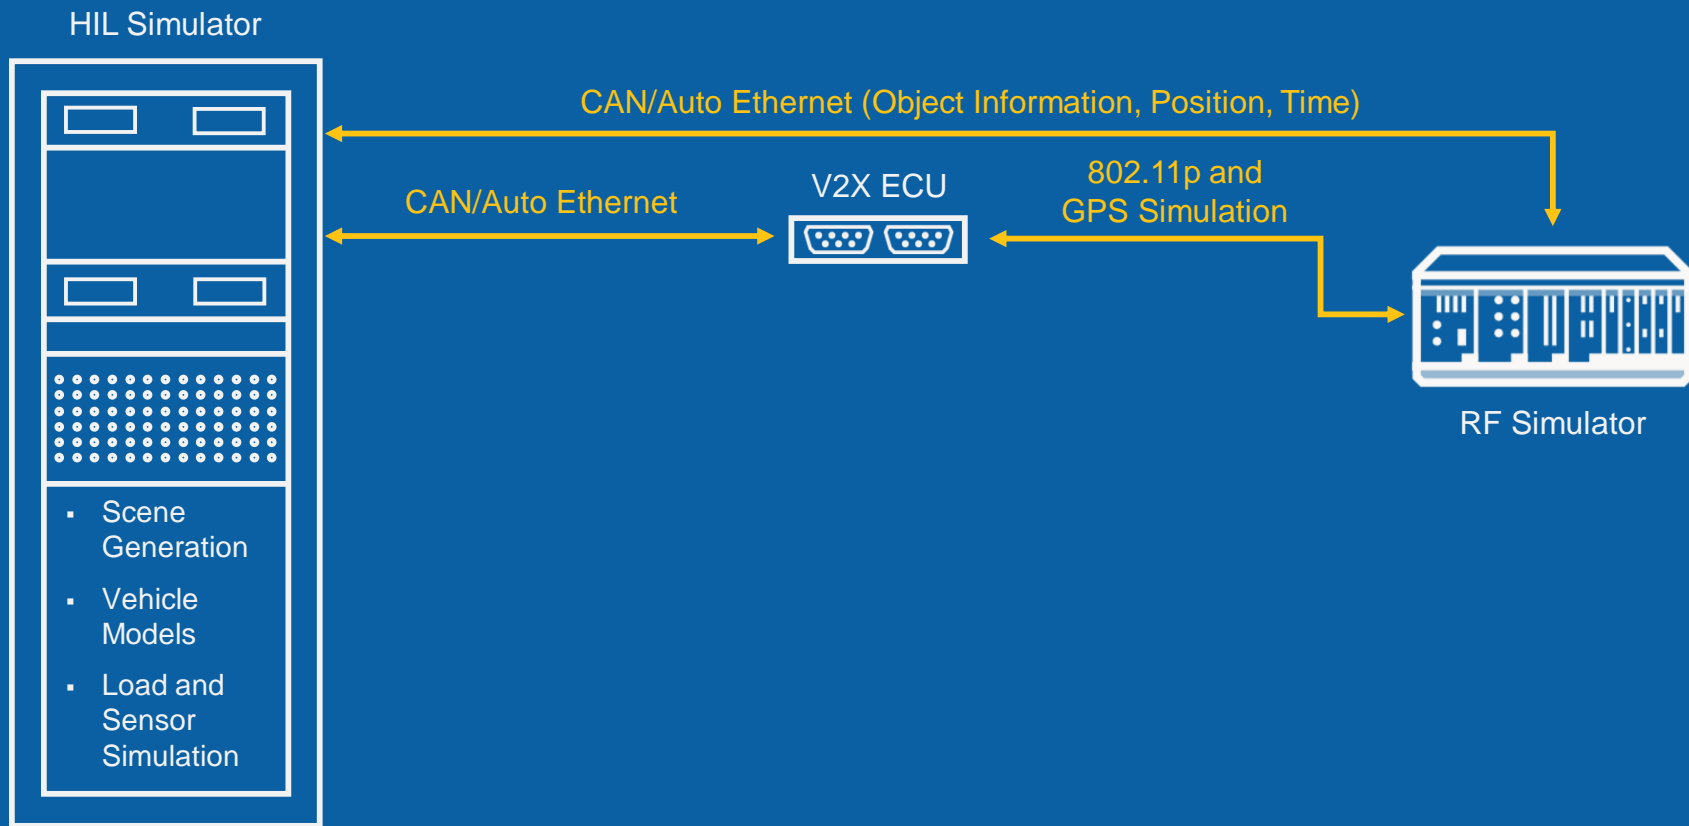 HIL Simulator
CAN/Auto Ethernet (Object Information, Position, Time)
CAN/Auto Ethernet
V2X ECU
802.11p and
GPS Simulation
RF Simulator
▪ Scene
Generation
▪ Vehicle
Models
▪ Load and
Sensor
Simulation